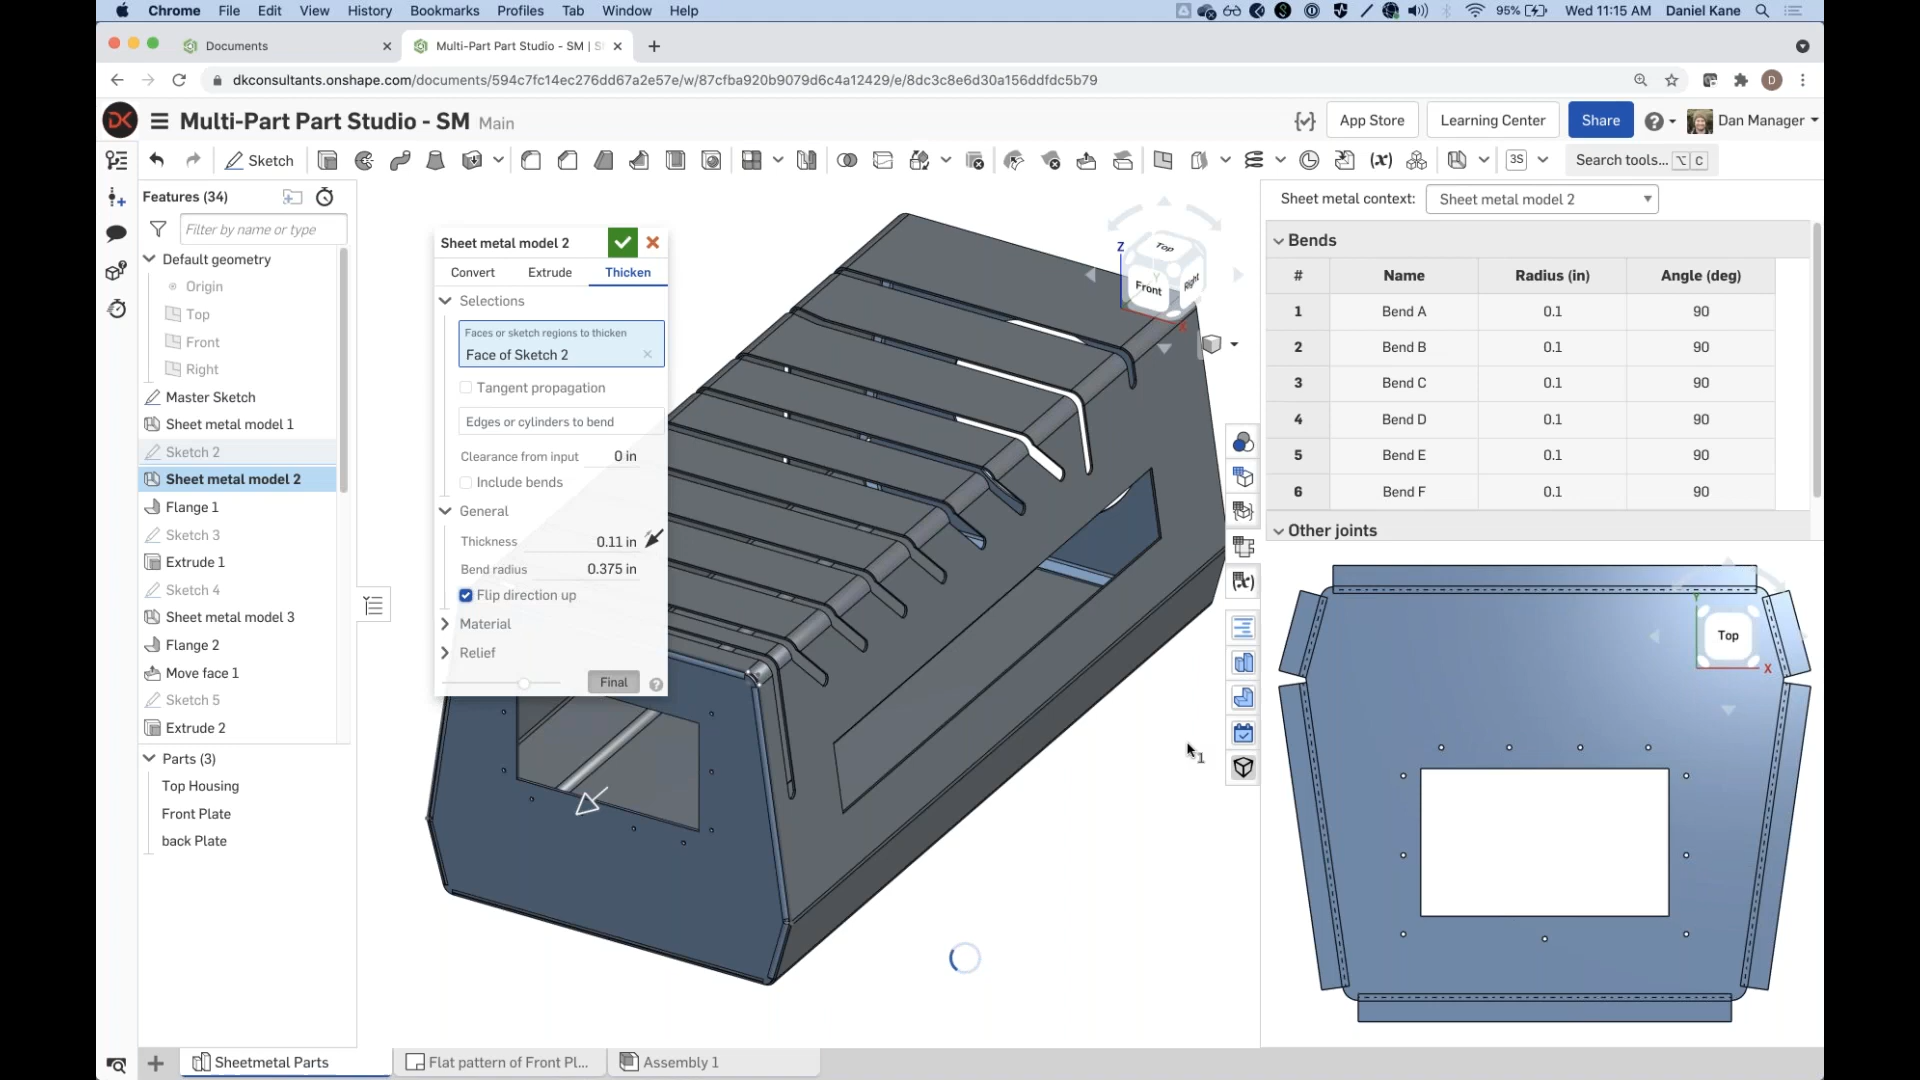 Chrome File Edit View History Bookmarks Profiles Tab Window Help 95% Wed 11:15 AM Daniel Kane
Documents
Multi-Part Part Studio - SM | S
dkconsultants.onshape.com/documents/594c7fc14ec276dd67a2e57e/w/87cfba920b9079d6c4a12429/e/8dc3c8e6d30a156ddfdc5b79
D
DK
Multi-Part Part Studio - SM Main
App Store
Learning Center
Share
Dan Manager
Sketch
(x)
3S
Search tools... ⌥ C
Features (34)
Filter by name or type
Default geometry
Origin
Top
Front
Right
Master Sketch
Sheet metal model 1
Sketch 2
Sheet metal model 2
Flange 1
Sketch 3
Extrude 1
Sketch 4
Sheet metal model 3
Flange 2
Move face 1
Sketch 5
Extrude 2
Parts (3)
Top Housing
Front Plate
back Plate
Sheet metal model 2
Convert Extrude Thicken
Selections
Faces or sketch regions to thicken
Face of Sketch 2
Tangent propagation
Edges or cylinders to bend
Clearance from input 0 in
Include bends
General
Thickness 0.11 in
Bend radius 0.375 in
Flip direction up
Material
Relief
Final
Z
Top
Y
Front
Right
X
1
Sheet metal context: Sheet metal model 2
Bends
# Name Radius (in) Angle (deg)
1 Bend A 0.1 90
2 Bend B 0.1 90
3 Bend C 0.1 90
4 Bend D 0.1 90
5 Bend E 0.1 90
6 Bend F 0.1 90
Other joints
Y
Top
X
Sheetmetal Parts
Flat pattern of Front Pl...
Assembly 1